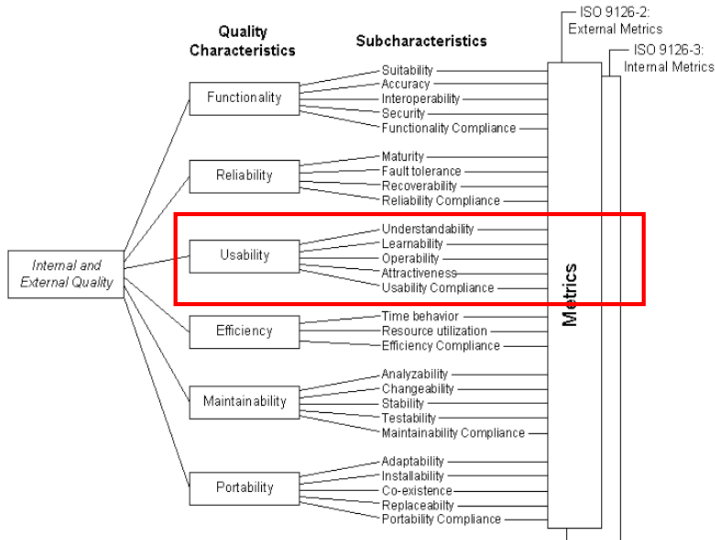 ISO 9126-2:
External Metrics
ISO 9126-3:
Internal Metrics
Quality
Characteristics
Subcharacteristics
Internal and
External Quality
Functionality
Suitability
Accuracy
Interoperability
Security
Functionality Compliance
Reliability
Maturity
Fault tolerance
Recoverability
Reliability Compliance
Usability
Understandability
Learnability
Operability
Attractiveness
Usability Compliance
Efficiency
Time behavior
Resource utilization
Efficiency Compliance
Maintainability
Analyzability
Changeability
Stability
Testability
Maintainability Compliance
Portability
Adaptability
Installability
Co-existence
Replaceabilty
Portability Compliance
Metrics